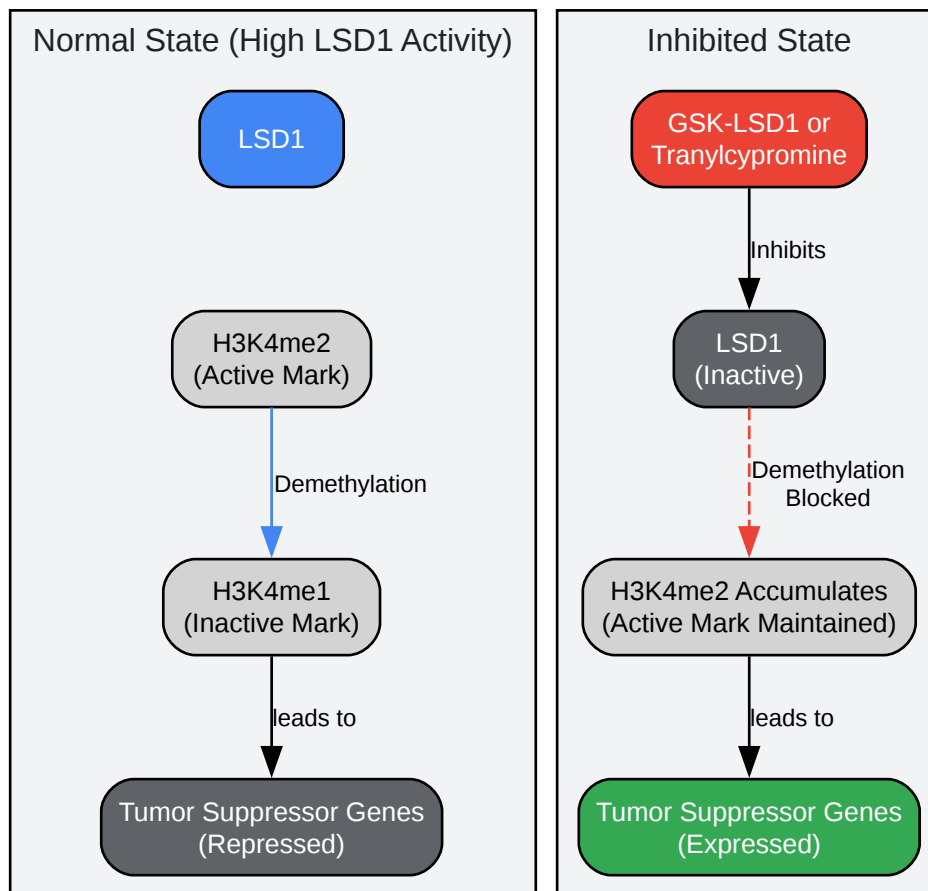 Normal State (High LSD1 Activity)
LSD1
H3K4me2
(Active Mark)
Demethylation
H3K4me1
(Inactive Mark)
leads to
Tumor Suppressor Genes
(Repressed)
Inhibited State
GSK-LSD1 or
Tranylcypromine
Inhibits
LSD1
(Inactive)
Demethylation
Blocked
H3K4me2 Accumulates
(Active Mark Maintained)
leads to
Tumor Suppressor Genes
(Expressed)